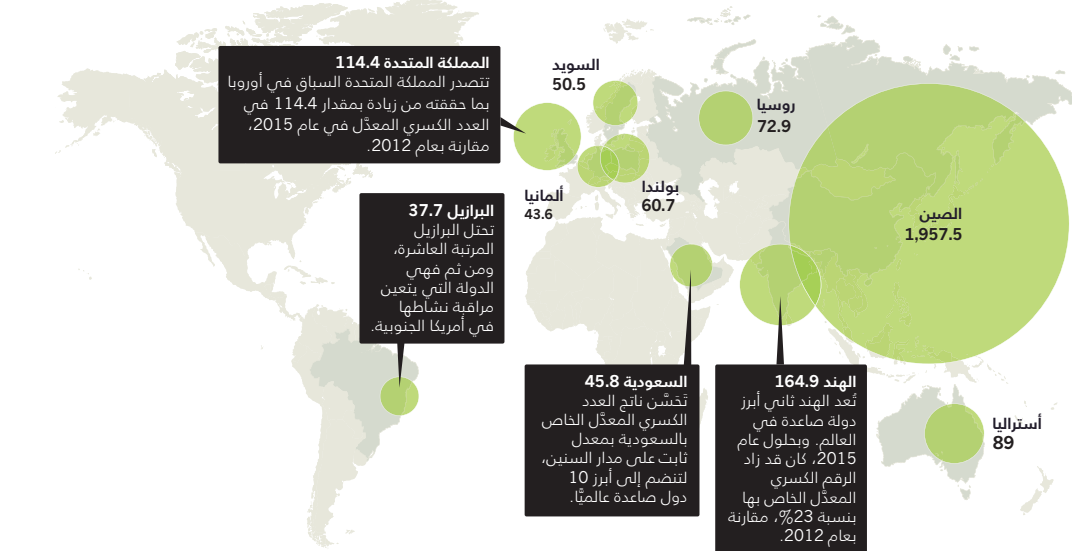 المملكة المتحدة 114.4
تتصدر المملكة المتحدة السباق في أوروبا
بما حققته من زيادة بمقدار 114.4 في
العدد الكسري المعدَّل في عام 2015،
مقارنة بعام 2012.
السويد
50.5
روسيا
72.9
الصين
1,957.5
بولندا
60.7
ألمانيا
43.6
البرازيل 37.7
تحتل البرازيل
المرتبة العاشرة،
ومن ثم فهي
الدولة التي يتعين
مراقبة نشاطها
في أمريكا الجنوبية.
السعودية 45.8
تَحَسَّن ناتج العدد
الكسري المعدَّل الخاص
بالسعودية بمعدل
ثابت على مدار السنين،
لتنضم إلى أبرز 10
دول صاعدة عالميًّا.
الهند 164.9
تُعد الهند ثاني أبرز
دولة صاعدة في
العالم. وبحلول عام
2015، كان قد زاد
الرقم الكسري
المعدَّل الخاص بها
بنسبة 23%، مقارنة
بعام 2012.
أستراليا
89